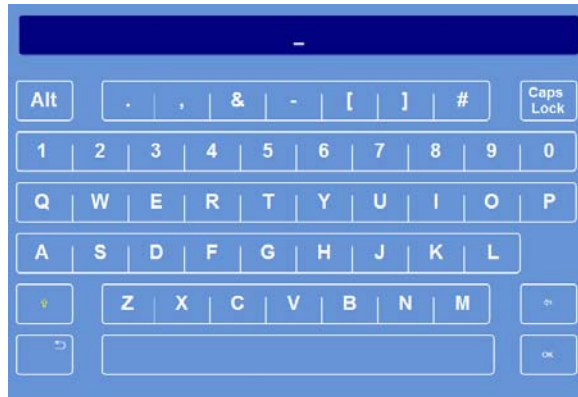 _
Alt . , & - [ ] # Caps Lock
1 2 3 4 5 6 7 8 9 0
Q W E R T Y U I O P
A S D F G H J K L
Z X C V B N M
OK